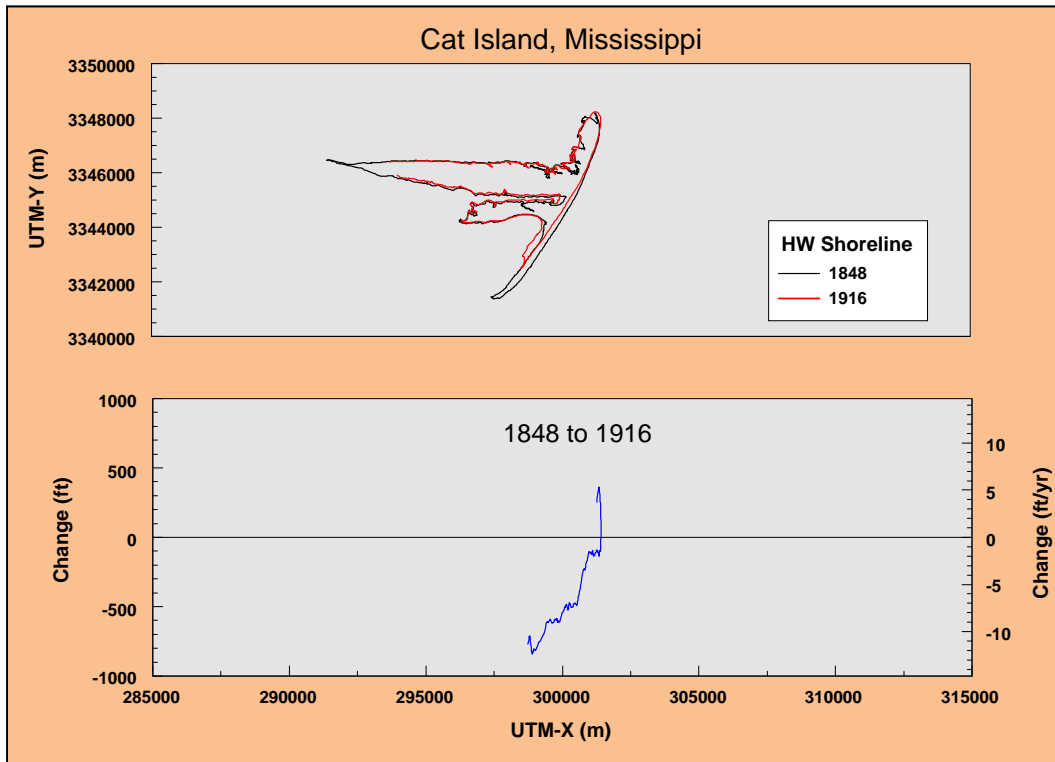 Cat Island, Mississippi
3350000
3348000
3346000
3344000
3342000
3340000
UTM-Y (m)
HW Shoreline
1848
1916
1848 to 1916
1000
500
0
-500
-1000
Change (ft)
10
5
0
-5
-10
Change (ft/yr)
285000 290000 295000 300000 305000 310000 315000
UTM-X (m)